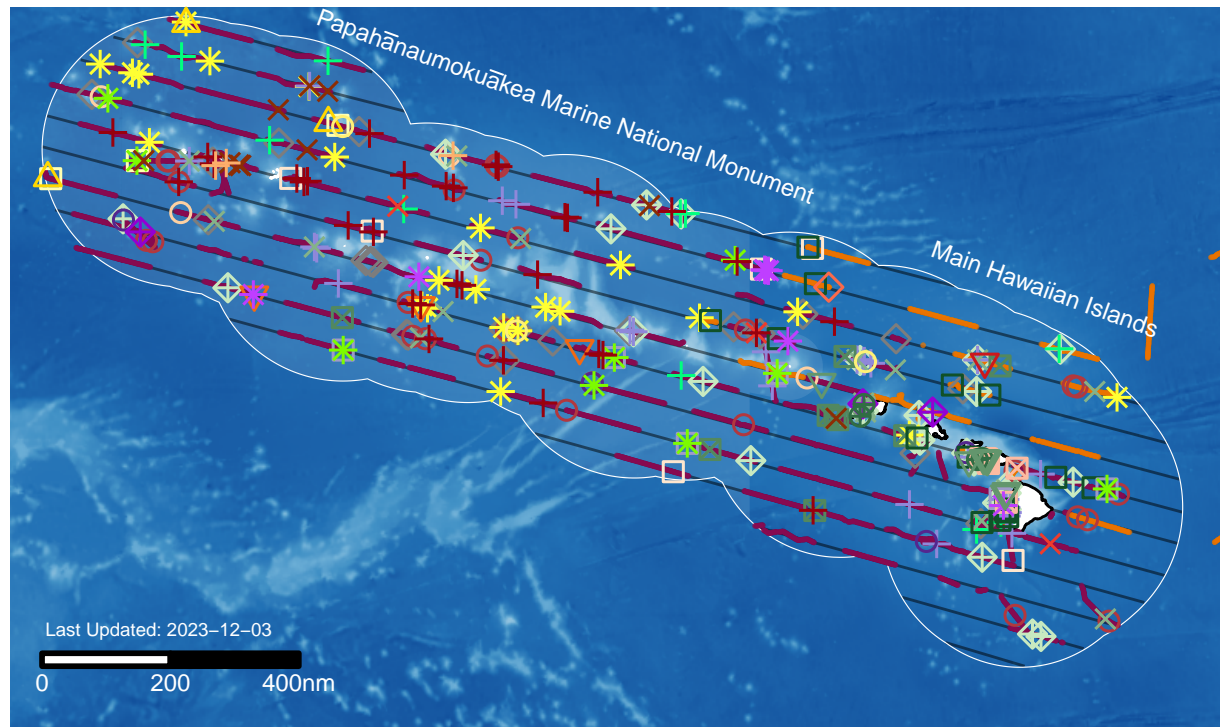 Papahānaumokuākea Marine National Monument
Main Hawaiian Islands
Last Updated: 2023−12−03
0 200 400nm